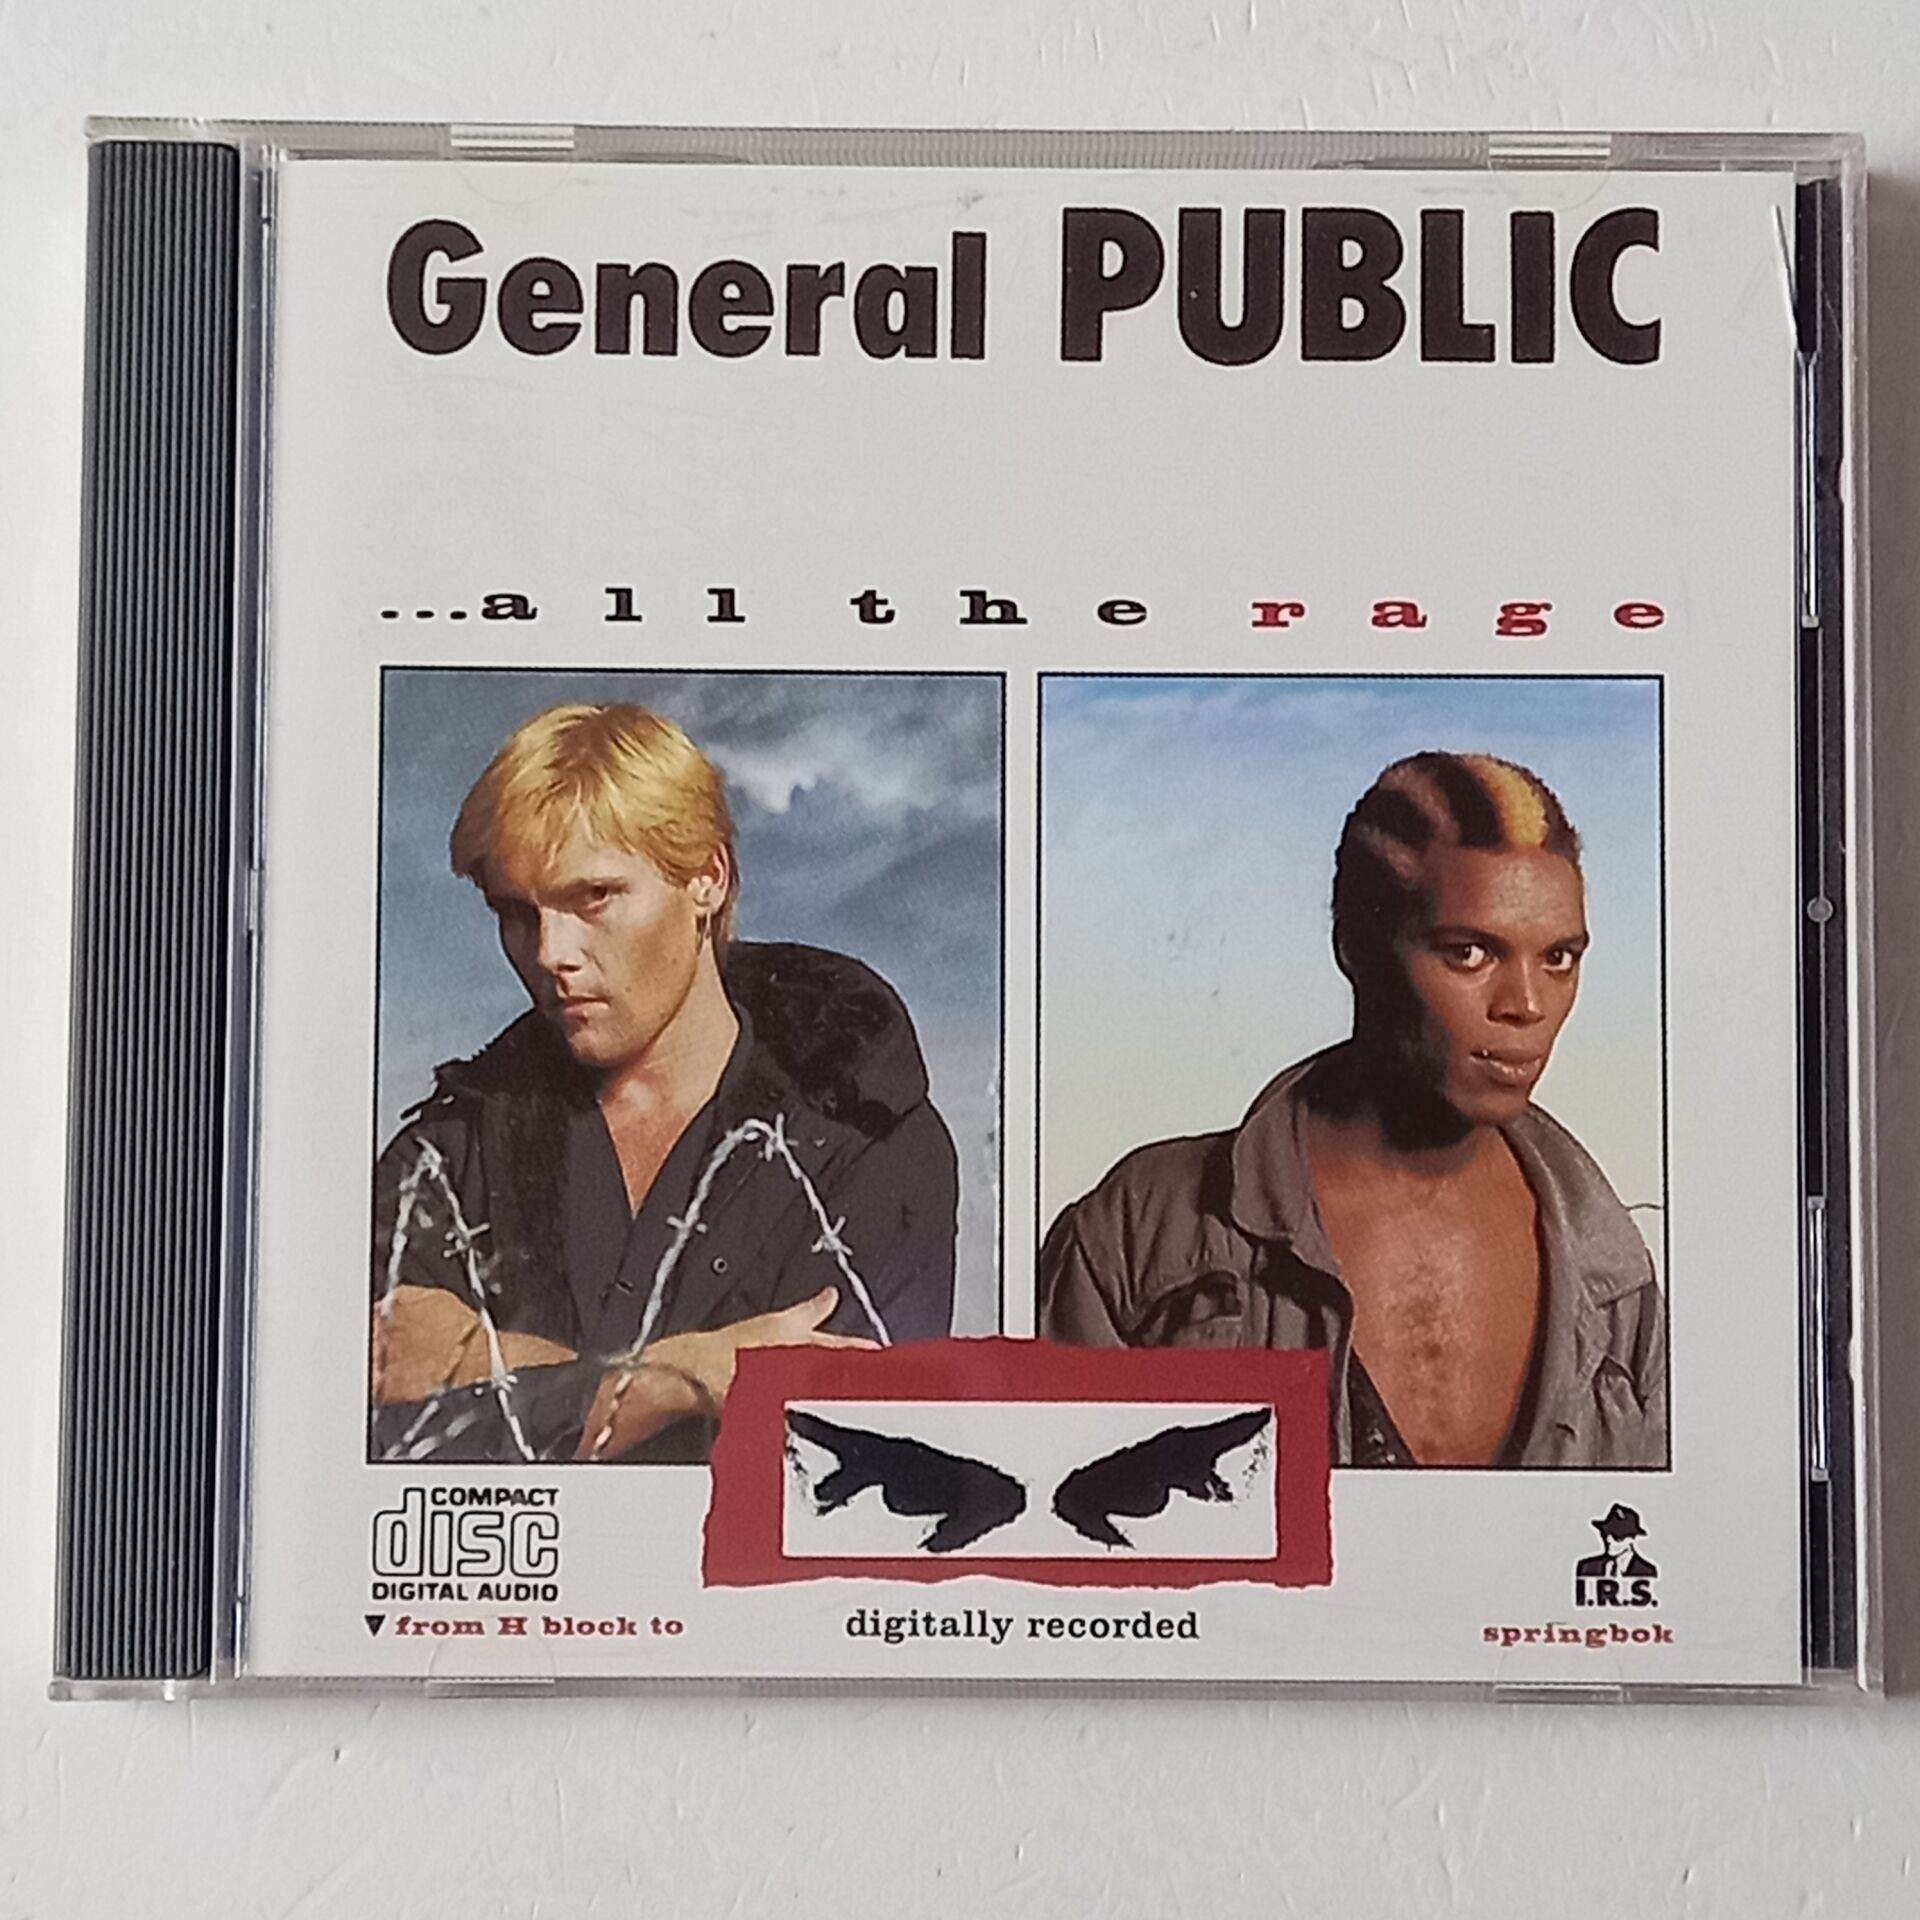 General PUBLIC
...all the rage
COMPACT
disc
DIGITAL AUDIO
I.R.S.
from H block to
digitally recorded
springbok